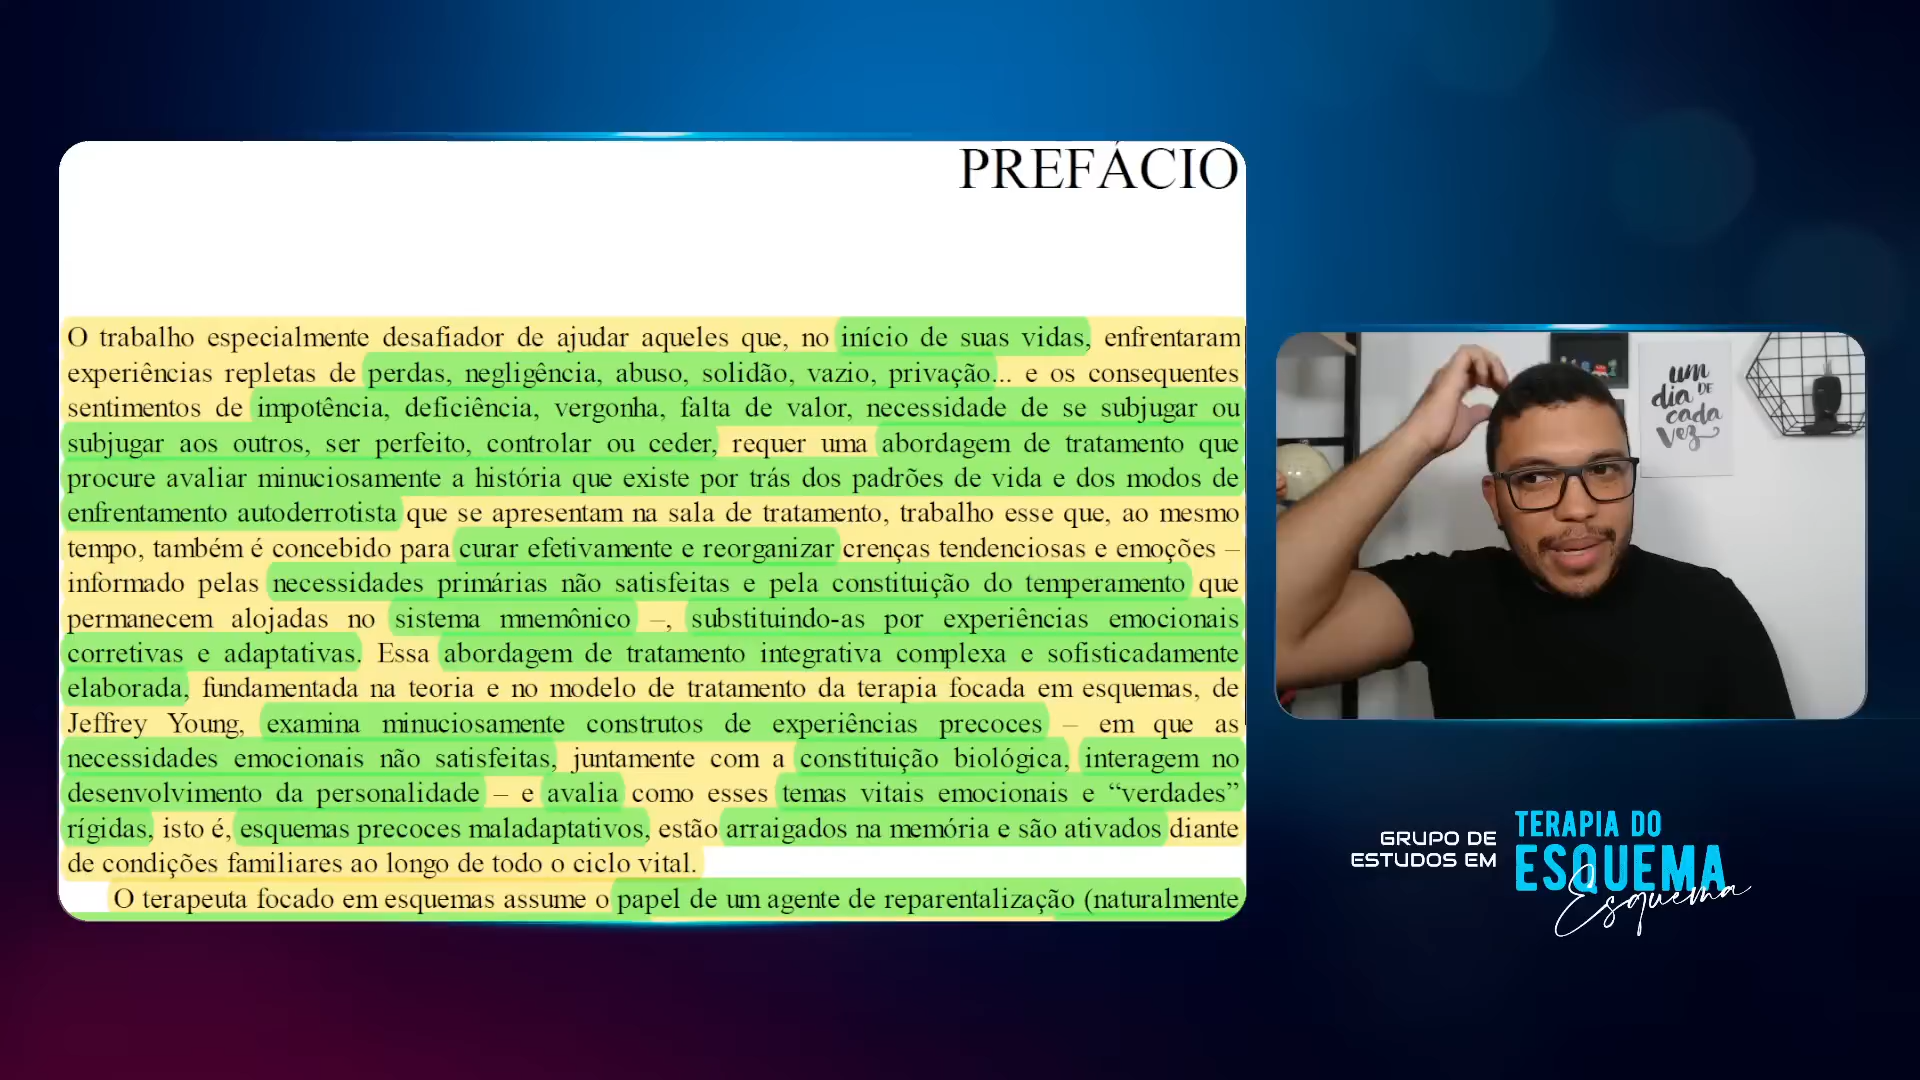 PREFÁCIO
O trabalho especialmente desafiador de ajudar aqueles que, no início de suas vidas, enfrentaram
experiências repletas de perdas, negligência, abuso, solidão, vazio, privação... e os consequentes
sentimentos de impotência, deficiência, vergonha, falta de valor, necessidade de se subjugar ou
subjugar aos outros, ser perfeito, controlar ou ceder, requer uma abordagem de tratamento que
procure avaliar minuciosamente a história que existe por trás dos padrões de vida e dos modos de
enfrentamento autoderrotista que se apresentam na sala de tratamento, trabalho esse que, ao mesmo
tempo, também é concebido para curar efetivamente e reorganizar crenças tendenciosas e emoções –
informado pelas necessidades primárias não satisfeitas e pela constituição do temperamento que
permanecem alojadas no sistema mnemônico –, substituindo-as por experiências emocionais
corretivas e adaptativas. Essa abordagem de tratamento integrativa complexa e sofisticadamente
elaborada, fundamentada na teoria e no modelo de tratamento da terapia focada em esquemas, de
Jeffrey Young, examina minuciosamente construtos de experiências precoces – em que as
necessidades emocionais não satisfeitas, juntamente com a constituição biológica, interagem no
desenvolvimento da personalidade – e avalia como esses temas vitais emocionais e “verdades”
rígidas, isto é, esquemas precoces maladaptativos, estão arraigados na memória e são ativados diante
de condições familiares ao longo de todo o ciclo vital.
O terapeuta focado em esquemas assume o papel de um agente de reparentalização (naturalmente
um
dia DE
cada
vez
GRUPO DE
ESTUDOS EM
TERAPIA DO
ESQUEMA
Esquema